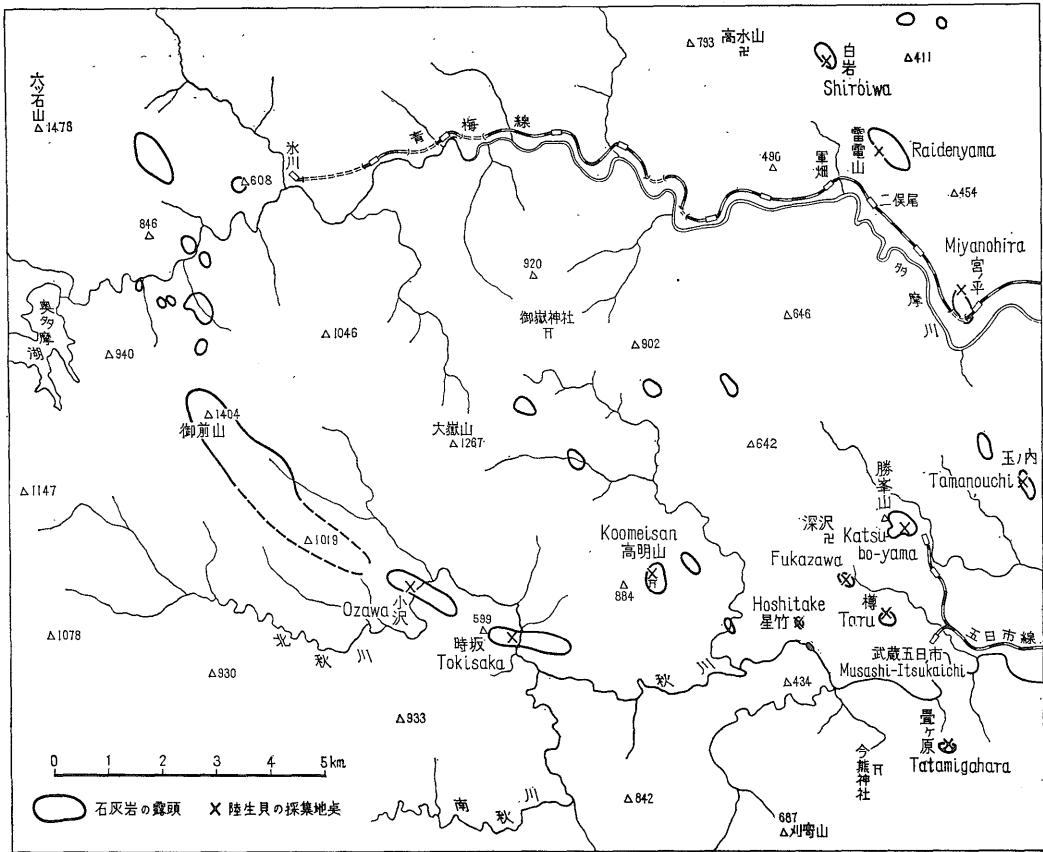 △793 高水山
卍
白岩
Shiroiwa
△411
六ッ石山
△1478
氷川
青梅線
△608
490
△
軍畑
雷電山
Raidenyama
二俣尾
△454
846
△
920
△
多摩川
Miyanohira
宮ノ平
奥多摩湖
△940
△1046
御嶽神社
△646
△902
△1404
御前山
大嶽山
△1267
△642
勝峯山
玉ノ内
Tamanouchi
△1147
△1019
Koomeisan
高明山
△
884
深沢
卍
Fukazawa
Katsu
bo-yama
Ozawa 小沢
599
△
時坂
Tokisaka
Hoshitake
星竹
樽
Taru
五日市線
武蔵五日市
Musashi-Itsukaichi
△1078
北秋川
△930
秋川
△434
△933
畳ヶ原
Tatamigahara
今熊神社
0 1 2 3 4 5km
石灰岩の露頭
× 陸生貝の採集地点
南秋川
△842
687
△刈寄山